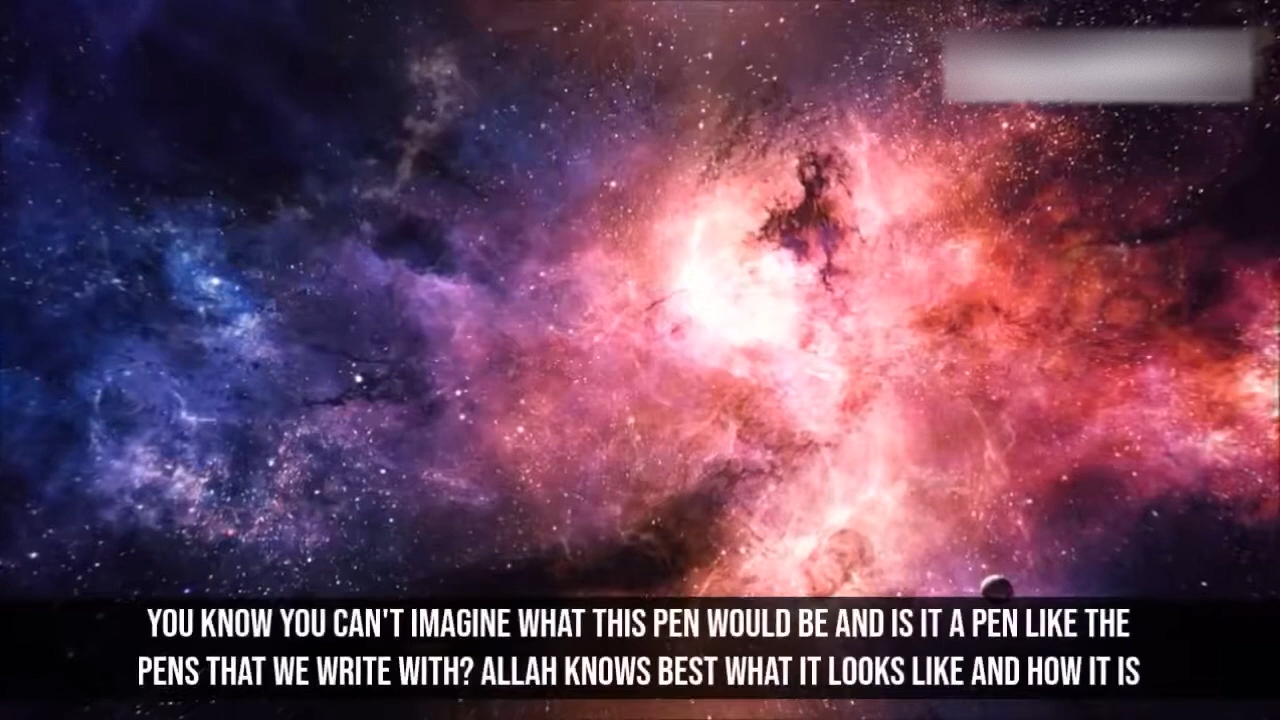 YOU KNOW YOU CAN'T IMAGINE WHAT THIS PEN WOULD BE AND IS IT A PEN LIKE THE
PENS THAT WE WRITE WITH? ALLAH KNOWS BEST WHAT IT LOOKS LIKE AND HOW IT IS